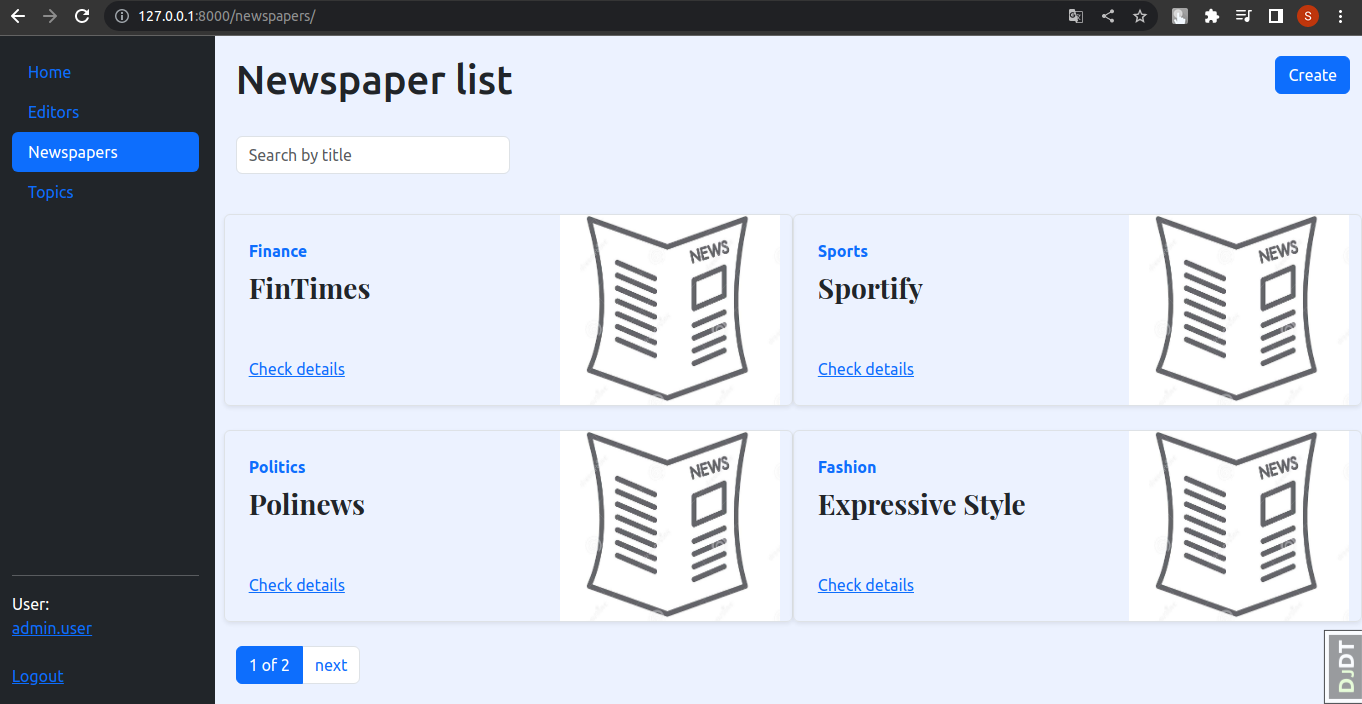 127.0.0.1:8000/newspapers/
S
Home
Editors
Newspapers
Topics
User:
admin.user
Logout
Newspaper list
Create
Search by title
Finance
FinTimes
Check details
NEWS
Sports
Sportify
Check details
NEWS
Politics
Polinews
Check details
NEWS
Fashion
Expressive Style
Check details
NEWS
1 of 2
next
DJDT